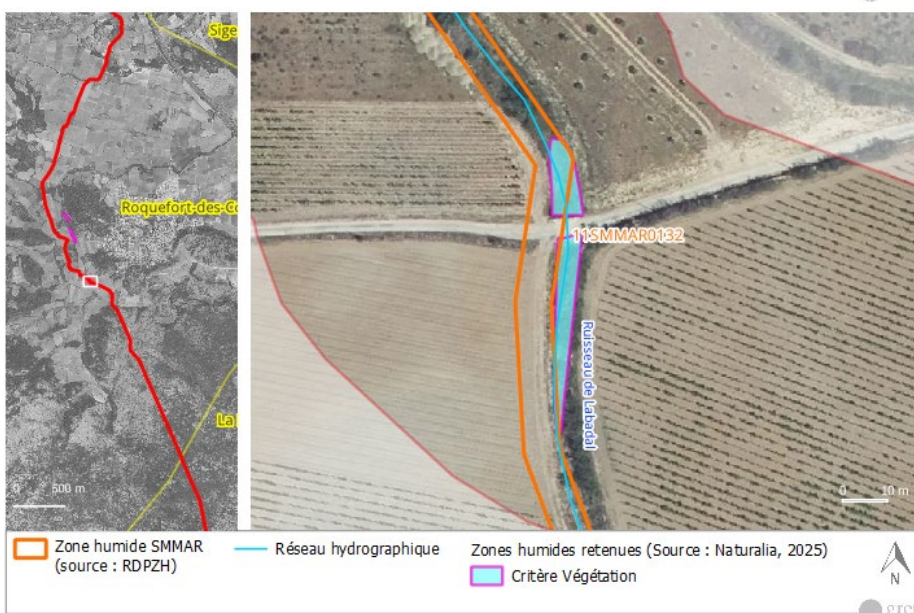 Sige
Roquefort-des-Co
La
0 500 m
11SMMAR0132
Ruisseau de Labadal
0 10 m
Zone humide SMMAR
(source : RDPZH)
Réseau hydrographique
Zones humides retenues (Source : Naturalia, 2025)
Critère Végétation
N